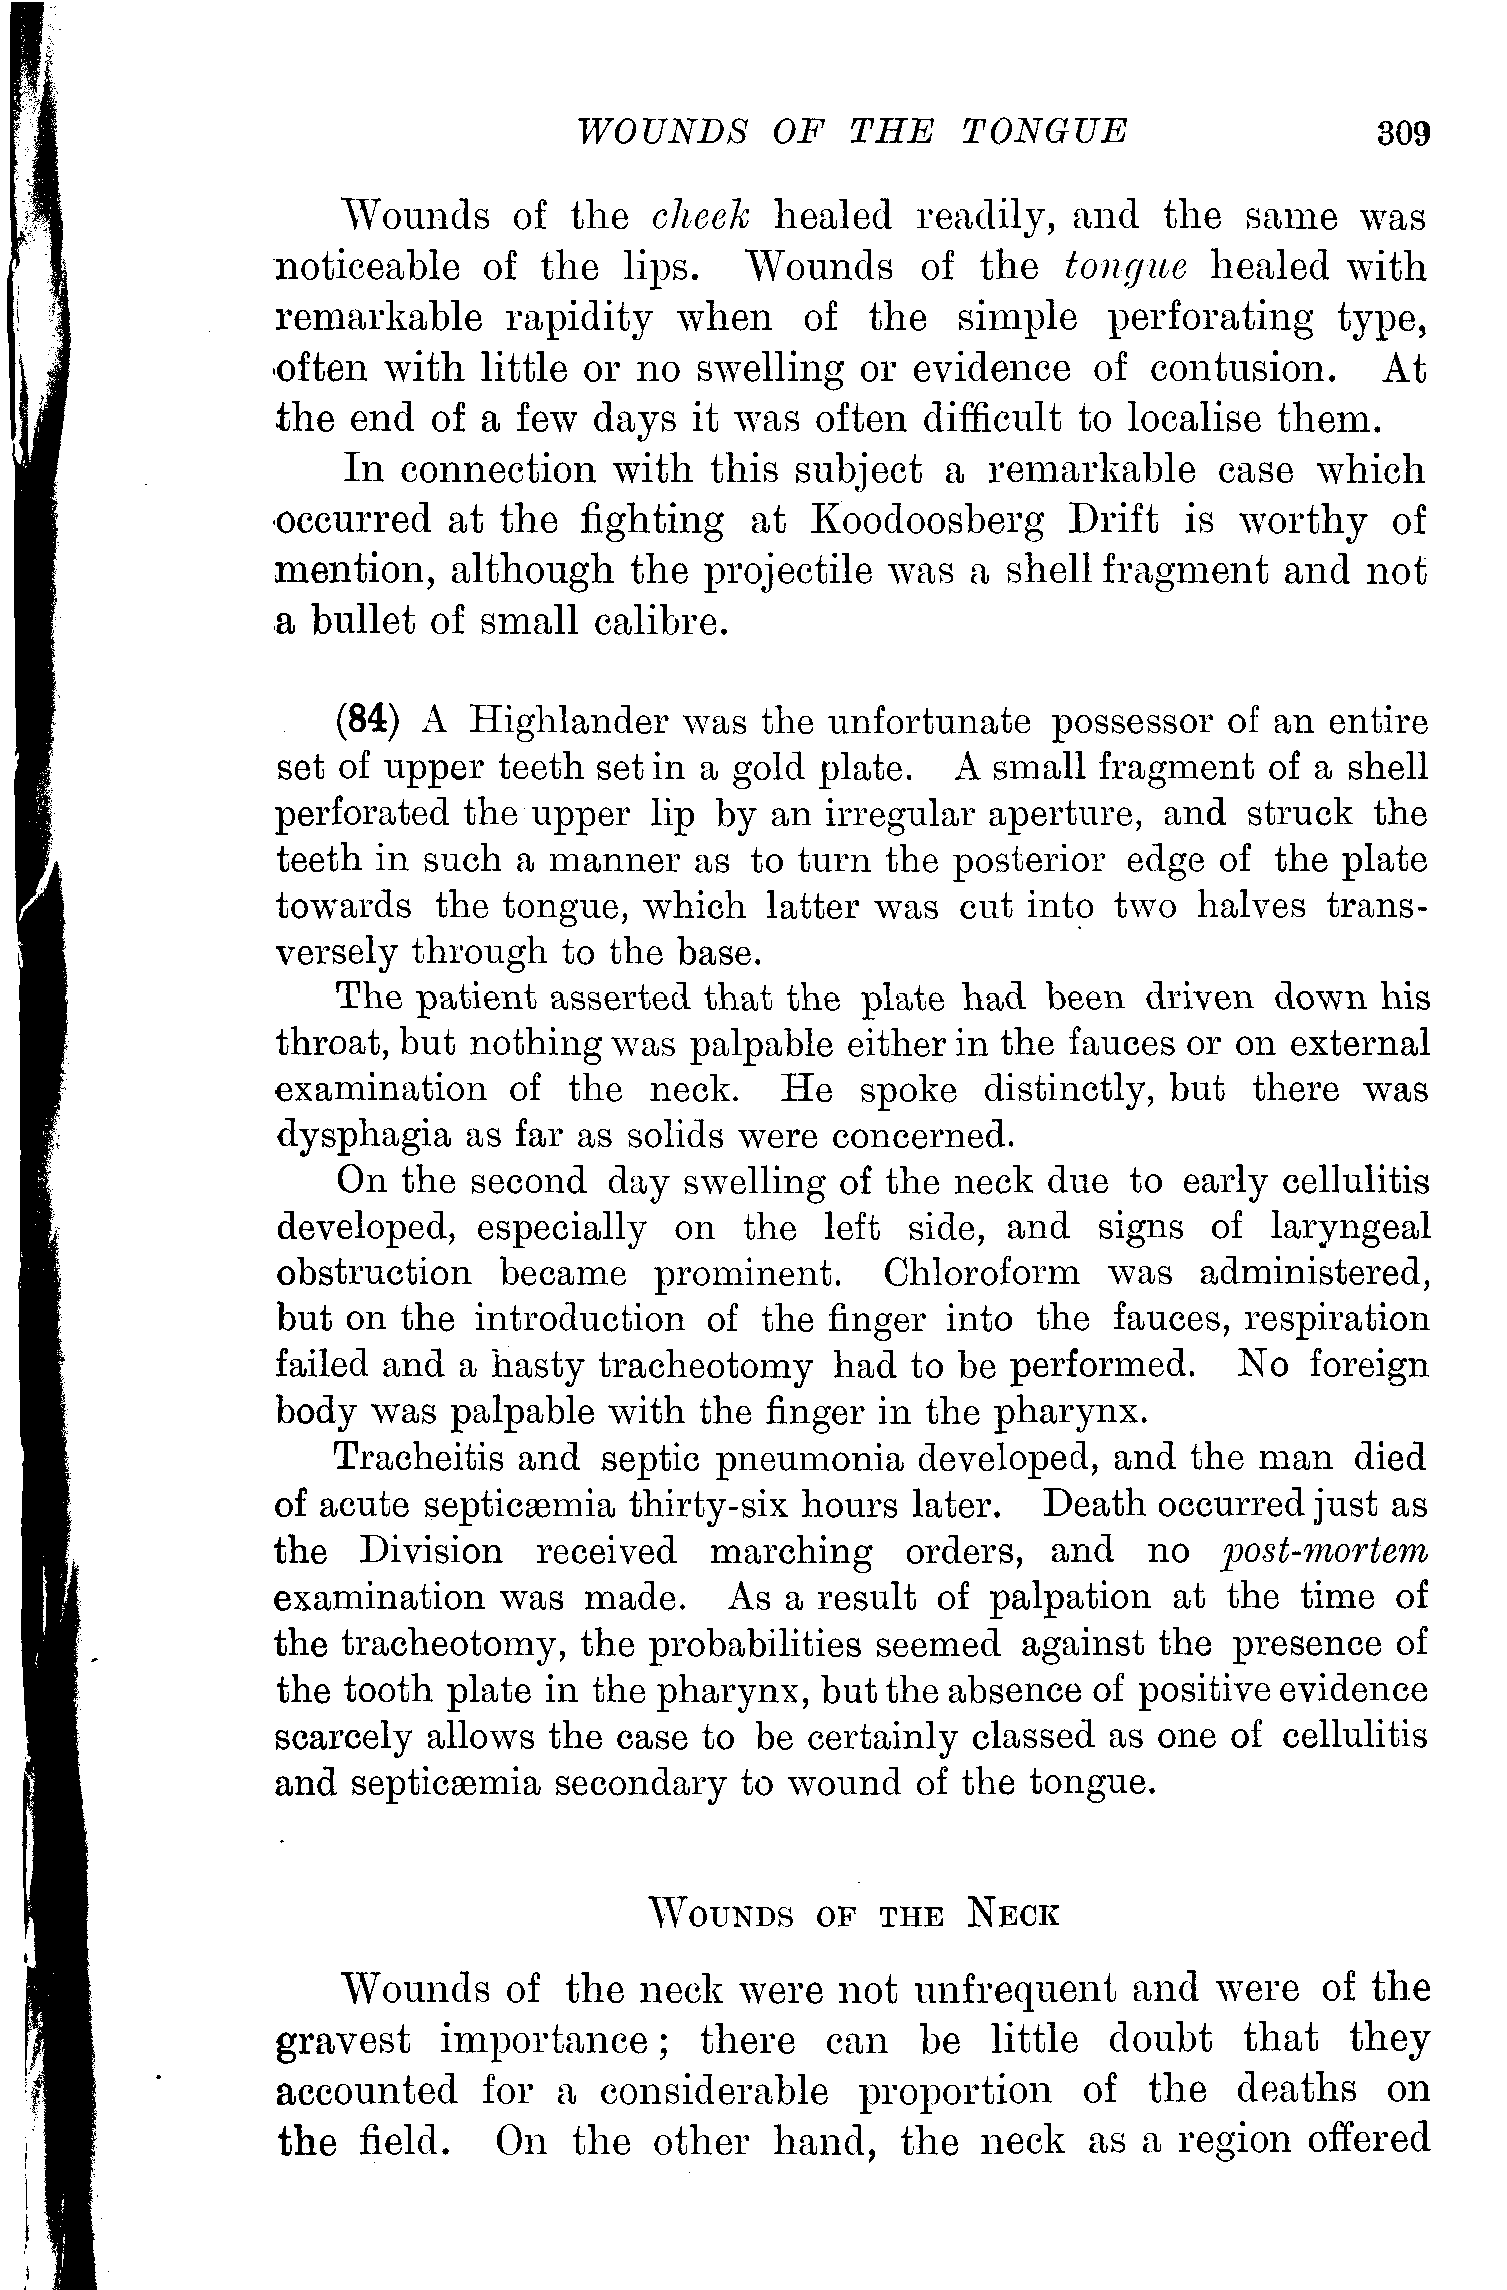 WOUNDS OF THE TONGUE 309
Wounds of the cheek healed readily, and the same was
noticeable of the lips. Wounds of the tongue healed with
remarkable rapidity when of the simple perforating type,
often with little or no swelling or evidence of contusion. At
the end of a few days it was often difficult to localise them.
In connection with this subject a remarkable case which
occurred at the fighting at Koodoosberg Drift is worthy of
mention, although the projectile was a shell fragment and not
a bullet of small calibre.
(84) A Highlander was the unfortunate possessor of an entire
set of upper teeth set in a gold plate. A small fragment of a shell
perforated the upper lip by an irregular aperture, and struck the
teeth in such a manner as to turn the posterior edge of the plate
towards the tongue, which latter was cut into two halves trans-
versely through to the base.
The patient asserted that the plate had been driven down his
throat, but nothing was palpable either in the fauces or on external
examination of the neck. He spoke distinctly, but there was
dysphagia as far as solids were concerned.
On the second day swelling of the neck due to early cellulitis
developed, especially on the left side, and signs of laryngeal
obstruction became prominent. Chloroform was administered,
but on the introduction of the finger into the fauces, respiration
failed and a hasty tracheotomy had to be performed. No foreign
body was palpable with the finger in the pharynx.
Tracheitis and septic pneumonia developed, and the man died
of acute septicæmia thirty-six hours later. Death occurred just as
the Division received marching orders, and no post-mortem
examination was made. As a result of palpation at the time of
the tracheotomy, the probabilities seemed against the presence of
the tooth plate in the pharynx, but the absence of positive evidence
scarcely allows the case to be certainly classed as one of cellulitis
and septicæmia secondary to wound of the tongue.
WOUNDS OF THE NECK
Wounds of the neck were not unfrequent and were of the
gravest importance; there can be little doubt that they
accounted for a considerable proportion of the deaths on
the field. On the other hand, the neck as a region offered